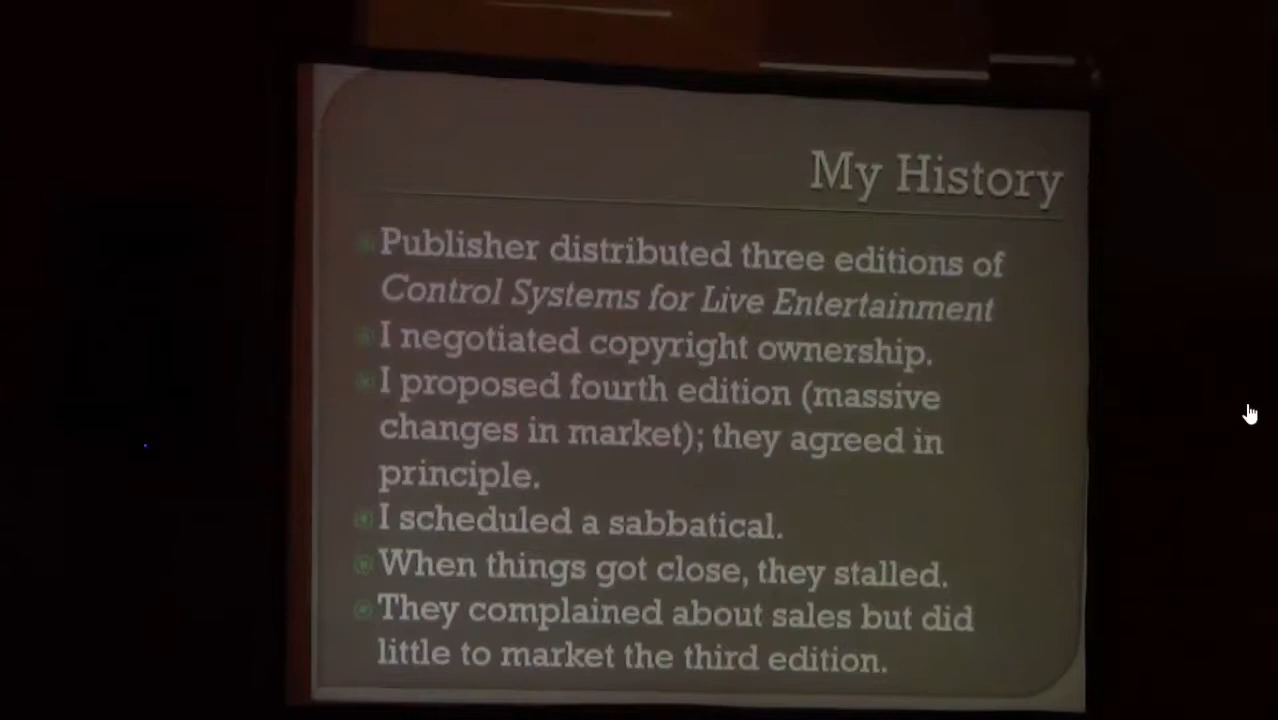 My History
Publisher distributed three editions of
Control Systems for Live Entertainment
I negotiated copyright ownership.
I proposed fourth edition (massive
changes in market); they agreed in
principle.
I scheduled a sabbatical.
When things got close, they stalled.
They complained about sales but did
little to market the third edition.